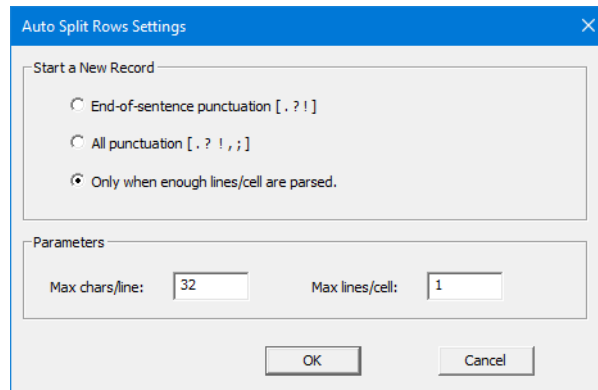 Auto Split Rows Settings
Start a New Record
End-of-sentence punctuation [ . ? ! ]
All punctuation [ . ? ! , ; ]
Only when enough lines/cell are parsed.
Parameters
Max chars/line: 32 Max lines/cell: 1
OK Cancel